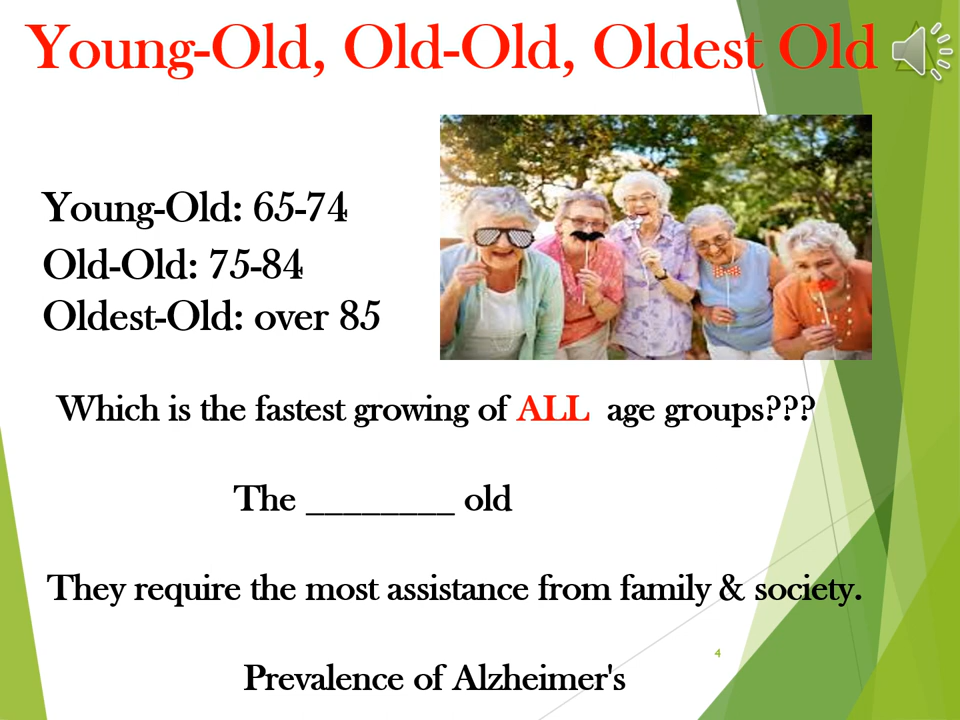 Young-Old, Old-Old, Oldest Old
Young-Old: 65-74
Old-Old: 75-84
Oldest-Old: over 85
Which is the fastest growing of ALL age groups???
The ________ old
They require the most assistance from family & society.
4
Prevalence of Alzheimer's